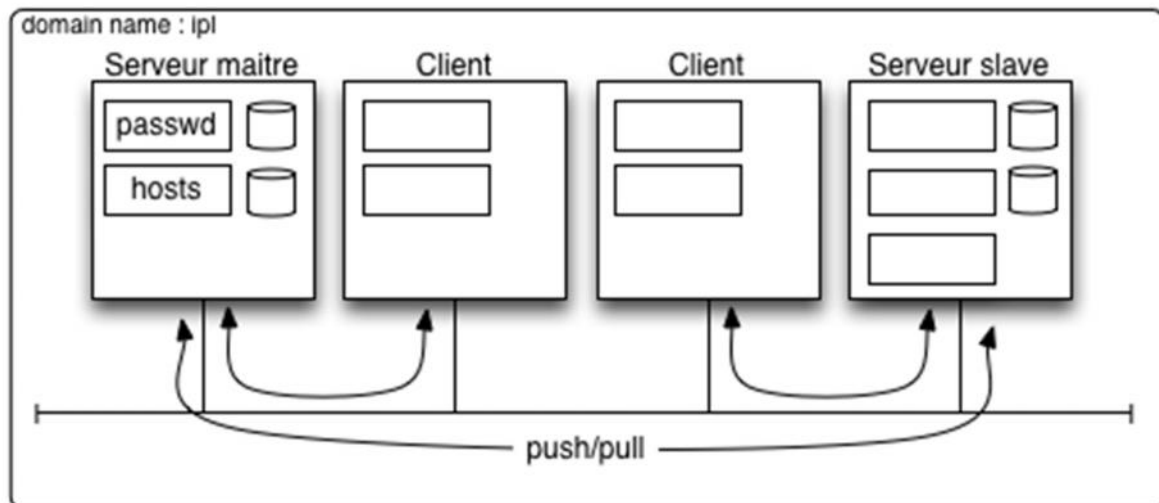 domain name : ipl
Serveur maitre
Client
Client
Serveur slave
passwd
hosts
push/pull